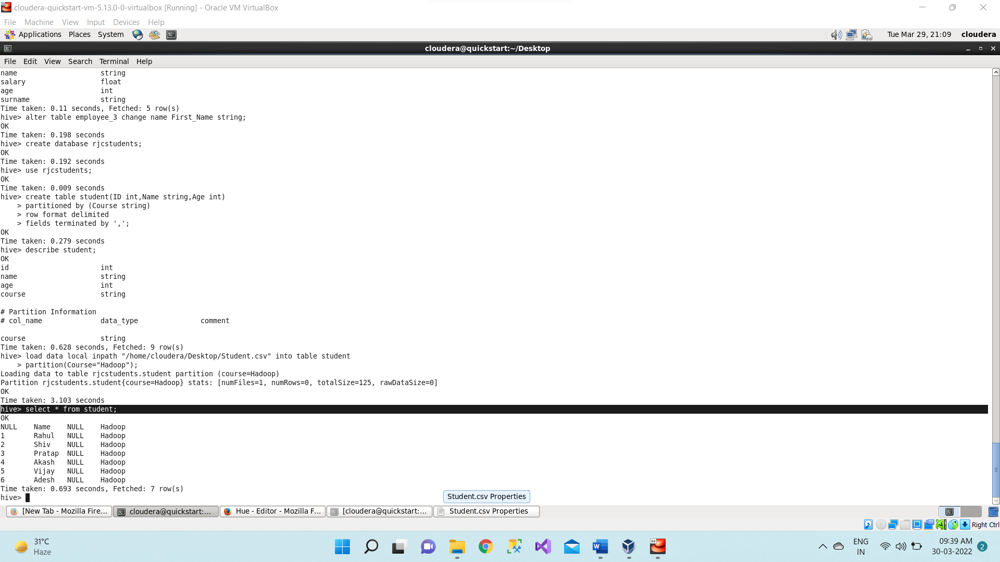 cloudera-quickstart-vm-5.13.0-0-virtualbox [Running] - Oracle VM VirtualBox
File Machine View Input Devices Help
Applications Places System Tue Mar 29, 21:09 cloudera
cloudera@quickstart:~/Desktop
File Edit View Search Terminal Help
name string
salary float
age int
surname string
Time taken: 0.11 seconds, Fetched: 5 row(s)
hive> alter table employee_3 change name First_Name string;
OK
Time taken: 0.198 seconds
hive> create database rjcstudents;
OK
Time taken: 0.192 seconds
hive> use rjcstudents;
OK
Time taken: 0.009 seconds
hive> create table student(ID int,Name string,Age int)
> partitioned by (Course string)
> row format delimited
> fields terminated by ',';
OK
Time taken: 0.279 seconds
hive> describe student;
OK
id int
name string
age int
course string
# Partition Information
# col_name data_type comment
course string
Time taken: 0.628 seconds, Fetched: 9 row(s)
hive> load data local inpath "/home/cloudera/Desktop/Student.csv" into table student
> partition(Course="Hadoop");
Loading data to table rjcstudents.student partition (course=Hadoop)
Partition rjcstudents.student{course=Hadoop} stats: [numFiles=1, numRows=0, totalSize=125, rawDataSize=0]
OK
Time taken: 3.103 seconds
hive> select * from student;
OK
NULL Name NULL Hadoop
1 Rahul NULL Hadoop
2 Shiv NULL Hadoop
3 Pratap NULL Hadoop
4 Akash NULL Hadoop
5 Vijay NULL Hadoop
6 Adesh NULL Hadoop
Time taken: 0.693 seconds, Fetched: 7 row(s)
hive>
Student.csv Properties
[New Tab - Mozilla Fire... cloudera@quickstart:... Hue - Editor - Mozilla F... [cloudera@quickstart:... Student.csv Properties
Right Ctrl
31°C
Haze
ENG
IN
09:39 AM
30-03-2022
2